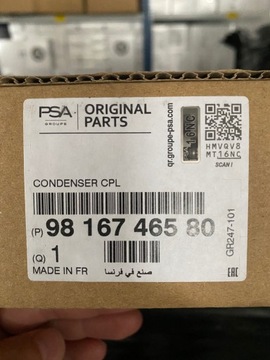 PSA
GROUPE
ORIGINAL
PARTS
qr.groupe-psa.com
16NC
HMVQV8
MT16NC
SCAN !
CONDENSER CPL
(P) 98 167 465 80
(Q) 1
MADE IN FR صنع في فرنسا
GR247-101
EAC